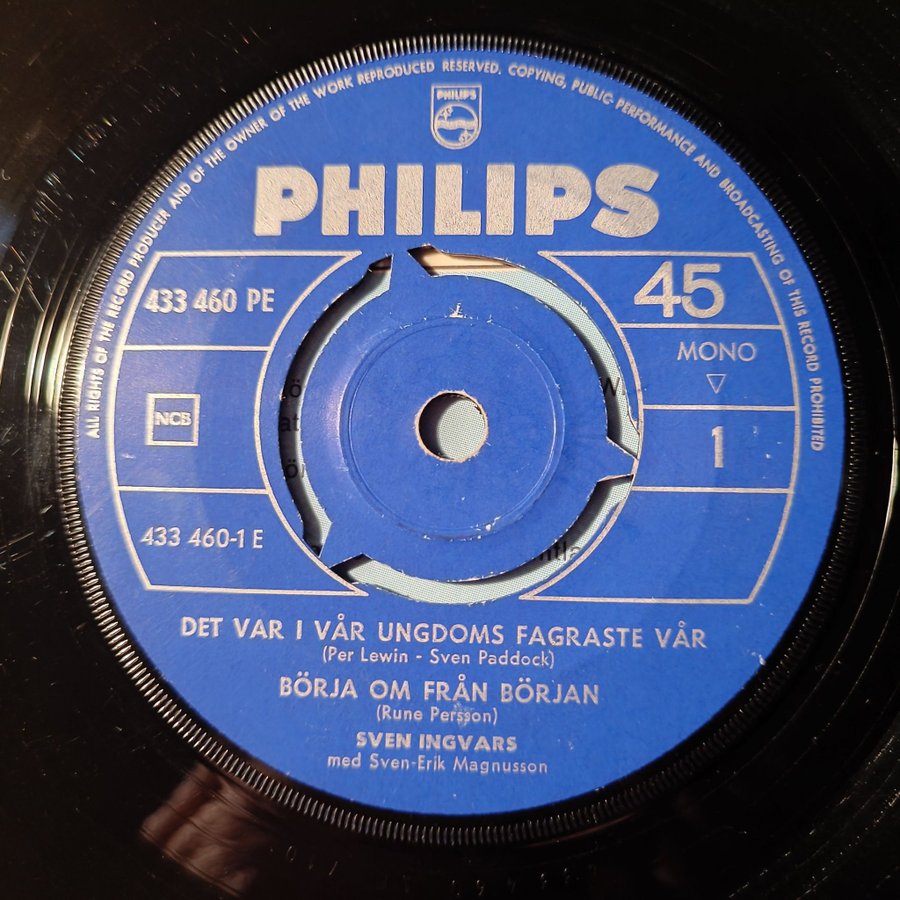 ALL RIGHTS OF THE RECORD PRODUCER AND OF THE OWNER OF THE WORK REPRODUCED RESERVED. COPYING, PUBLIC PERFORMANCE AND BROADCASTING OF THIS RECORD PROHIBITED
PHILIPS
PHILIPS
433 460 PE
45
MONO
NCB
1
433 460-1 E
DET VAR I VÅR UNGDOMS FAGRASTE VÅR
(Per Lewin - Sven Paddock)
BÖRJA OM FRÅN BÖRJAN
(Rune Persson)
SVEN INGVARS
med Sven-Erik Magnusson